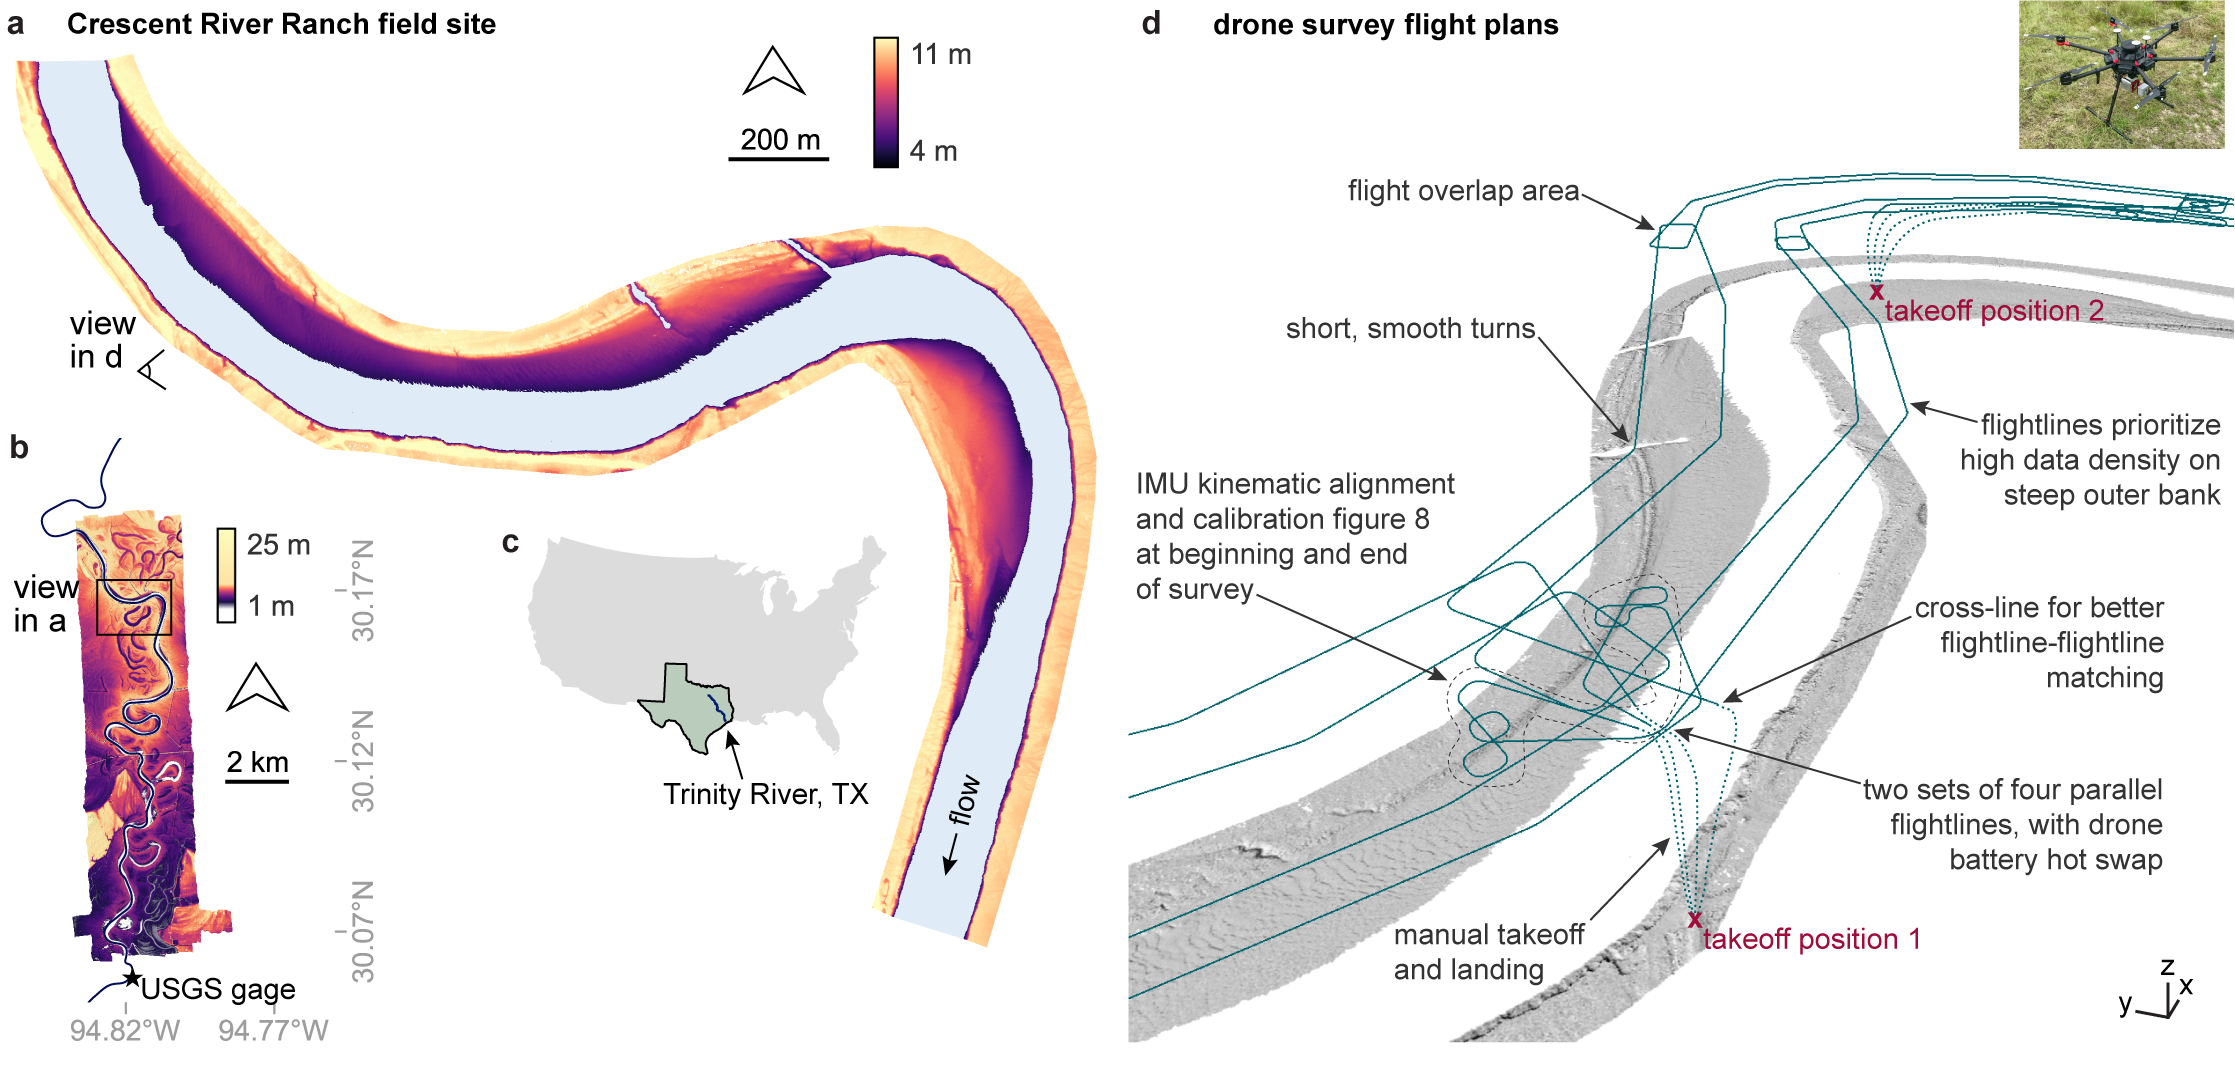 a Crescent River Ranch field site
11 m
4 m
200 m
view
in d
flow
b
view
in a
25 m
1 m
2 km
USGS gage
30.17°N
30.12°N
30.07°N
94.82°W
94.77°W
c
Trinity River, TX
d drone survey flight plans
flight overlap area
takeoff position 2
short, smooth turns
flightlines prioritize
high data density on
steep outer bank
IMU kinematic alignment
and calibration figure 8
at beginning and end
of survey
cross-line for better
flightline-flightline
matching
two sets of four parallel
flightlines, with drone
battery hot swap
manual takeoff
and landing
x
x
takeoff position 1
z
x
y